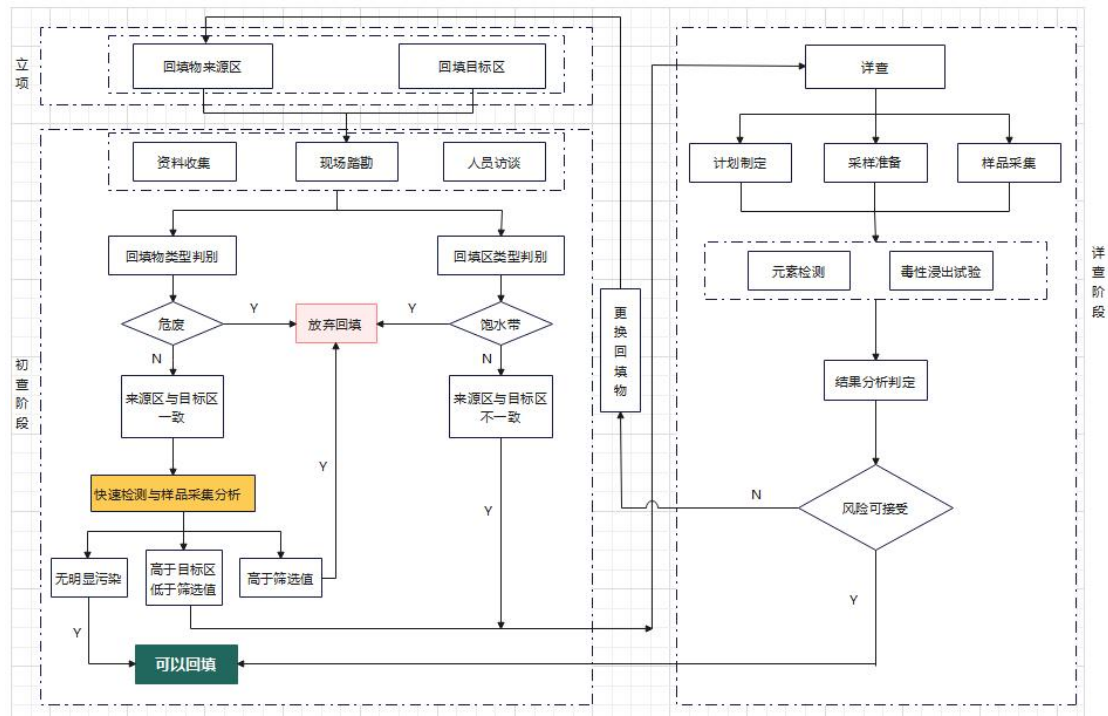 立项
回填物来源区
回填目标区
资料收集
现场踏勘
人员访谈
初查阶段
回填物类型判别
回填区类型判别
危废
Y
放弃回填
Y
饱水带
N
N
来源区与目标区
一致
来源区与目标区
不一致
快速检测与样品采集分析
Y
Y
无明显污染
高于目标区
低于筛选值
高于筛选值
Y
可以回填
更换回填物
详查
计划制定
采样准备
样品采集
元素检测
毒性浸出试验
详查阶段
结果分析判定
N
风险可接受
Y